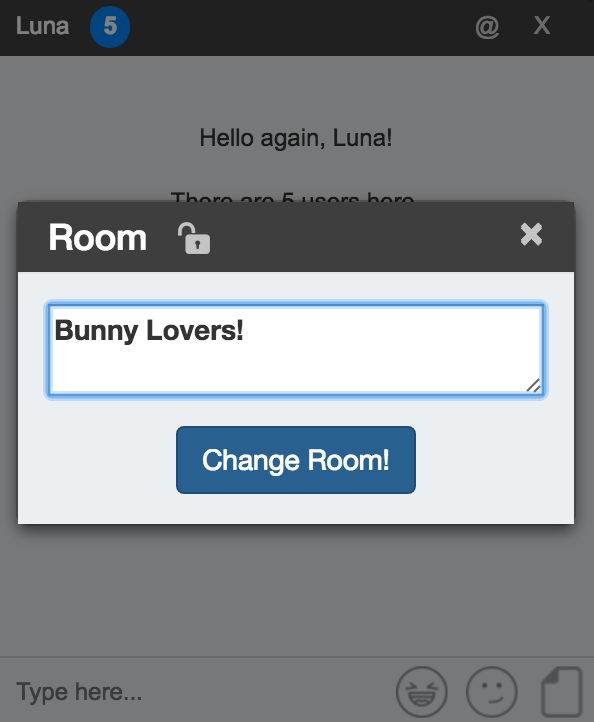 Luna 5 @ X
Hello again, Luna!
There are 5 users here
Room
Bunny Lovers!
Change Room!
Type here...